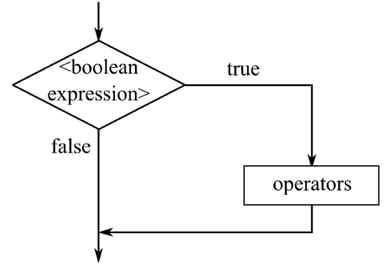 <boolean
expression>
true
false
operators